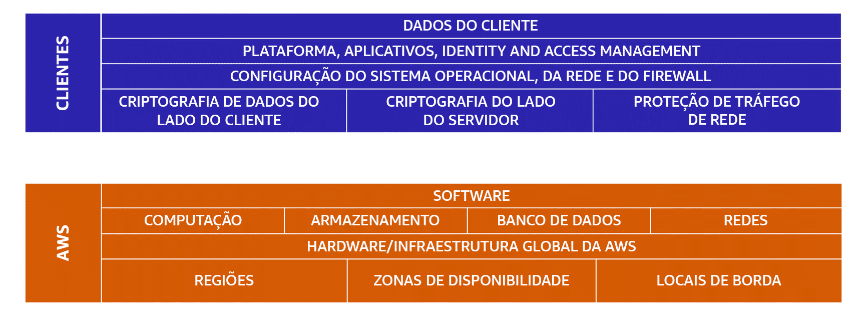 CLIENTES
DADOS DO CLIENTE
PLATAFORMA, APLICATIVOS, IDENTITY AND ACCESS MANAGEMENT
CONFIGURAÇÃO DO SISTEMA OPERACIONAL, DA REDE E DO FIREWALL
CRIPTOGRAFIA DE DADOS DO
LADO DO CLIENTE
CRIPTOGRAFIA DO LADO
DO SERVIDOR
PROTEÇÃO DE TRÁFEGO
DE REDE
AWS
SOFTWARE
COMPUTAÇÃO
ARMAZENAMENTO
BANCO DE DADOS
REDES
HARDWARE/INFRAESTRUTURA GLOBAL DA AWS
REGIÕES
ZONAS DE DISPONIBILIDADE
LOCAIS DE BORDA